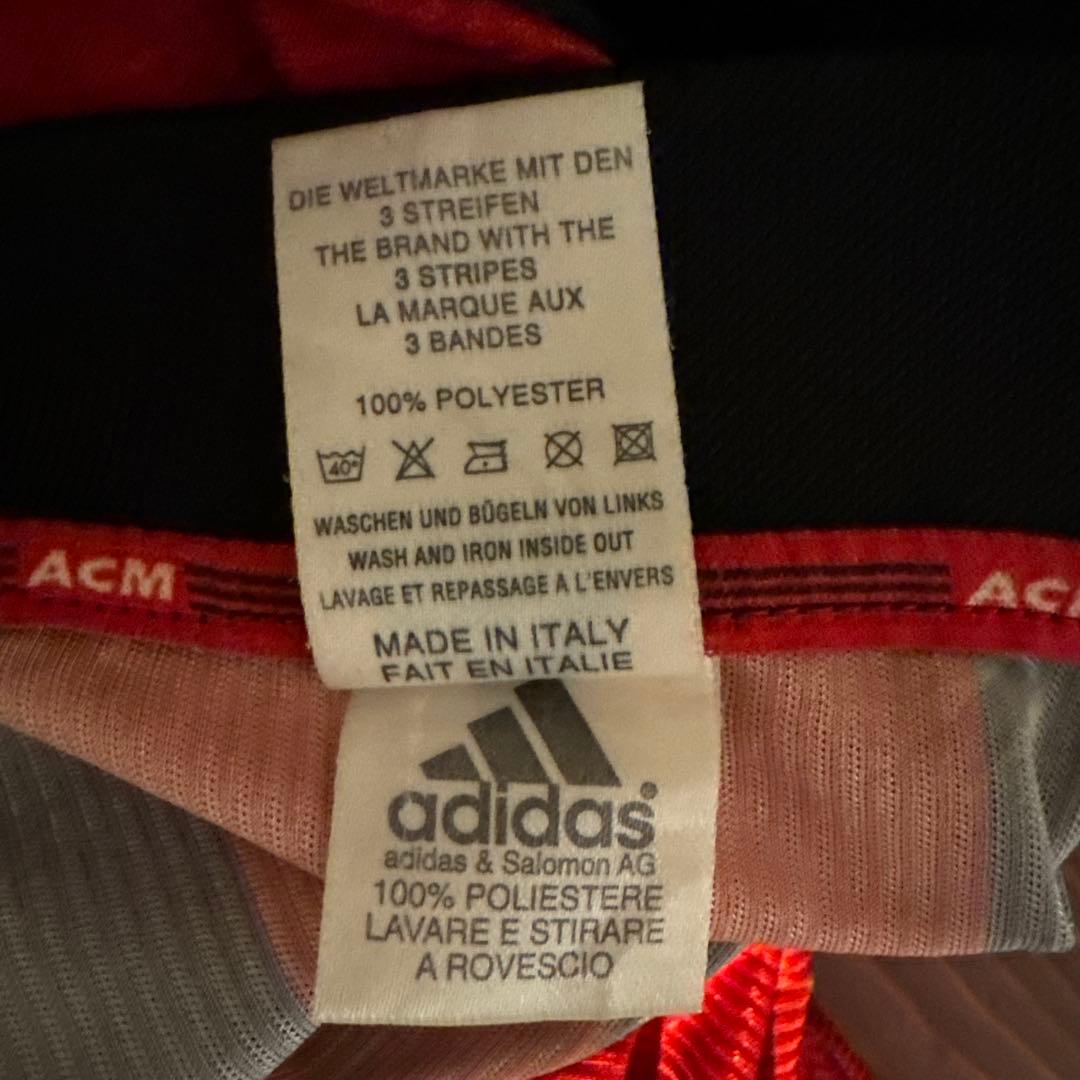 DIE WELTMARKE MIT DEN
3 STREIFEN
THE BRAND WITH THE
3 STRIPES
LA MARQUE AUX
3 BANDES
100% POLYESTER
40°
WASCHEN UND BÜGELN VON LINKS
WASH AND IRON INSIDE OUT
LAVAGE ET REPASSAGE A L'ENVERS
ACM
ACM
MADE IN ITALY
FAIT EN ITALIE
adidas®
adidas & Salomon AG
100% POLIESTERE
LAVARE E STIRARE
A ROVESCIO